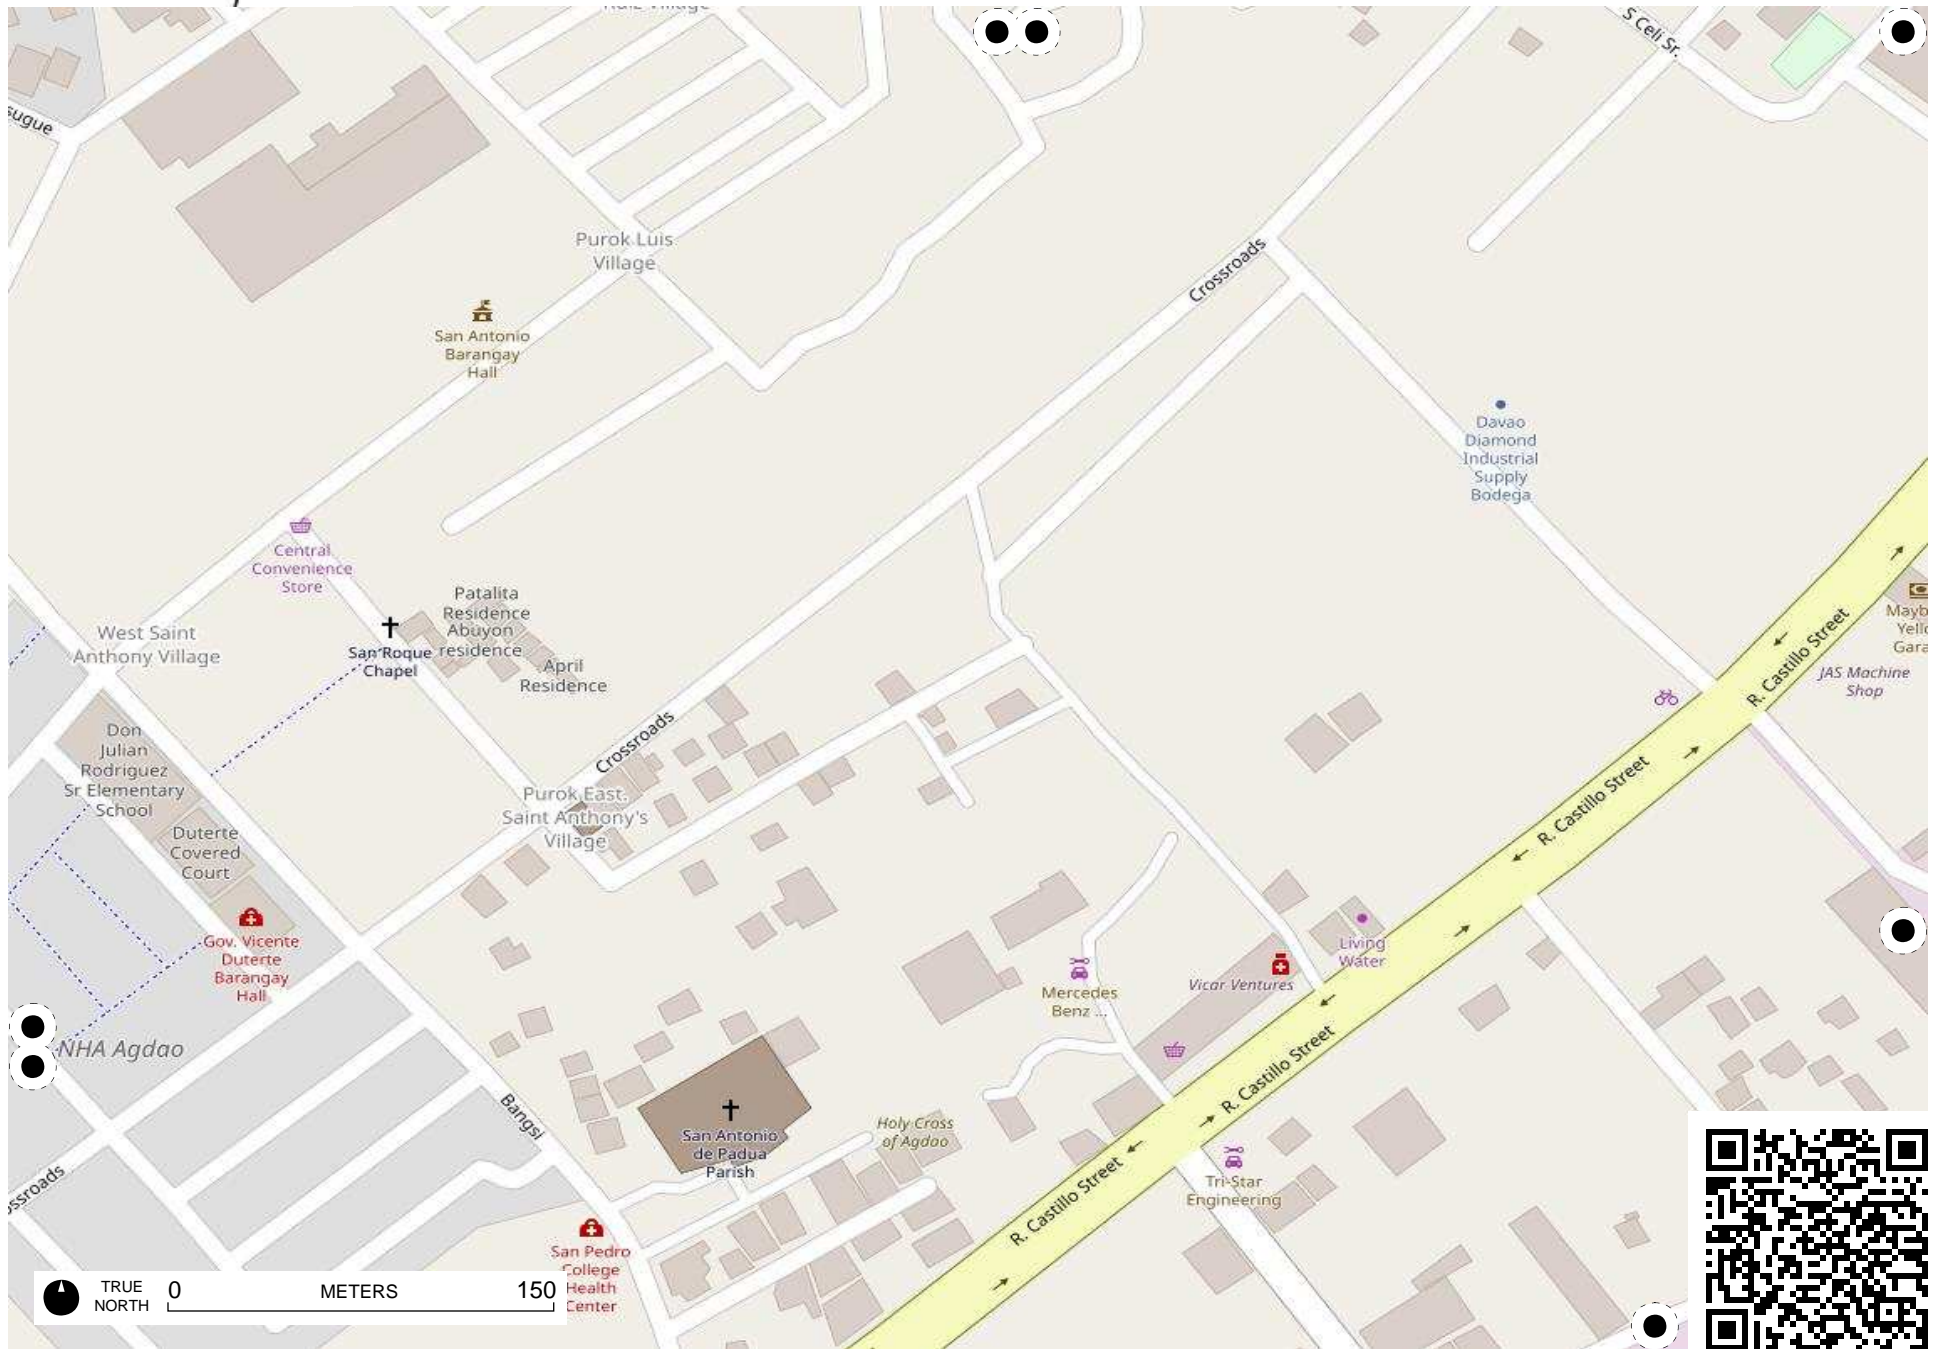 S Celi Sr.
Purok Luis
Village
Crossroads
San Antonio
Barangay
Hall
Davao
Diamond
Industrial
Supply
Bodega
Central
Convenience
Store
Patalita
Residence
Abuyon
residence
West Saint
Anthony Village
San Roque
Chapel
April
Residence
R. Castillo Street
JAS Machine
Shop
Don
Julian
Rodriguez
Sr Elementary
School
Crossroads
Purok East.
Saint Anthony's
Village
R. Castillo Street
Duterte
Covered
Court
Gov. Vicente
Duterte
Barangay
Hall
Living
Water
Vicar Ventures
Mercedes
Benz ...
NHA Agdao
R. Castillo Street
Bangsi
San Antonio
de Padua
Parish
Holy Cross
of Agdao
R. Castillo Street
Tri-Star
Engineering
San Pedro
College
Health
Center
TRUE
NORTH
0 METERS 150